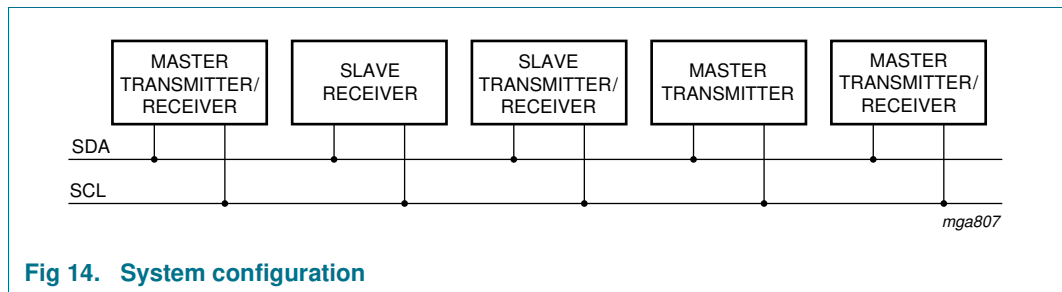 MASTER
TRANSMITTER/
RECEIVER
SLAVE
RECEIVER
SLAVE
TRANSMITTER/
RECEIVER
MASTER
TRANSMITTER
MASTER
TRANSMITTER/
RECEIVER
SDA
SCL
mga807
Fig 14. System configuration